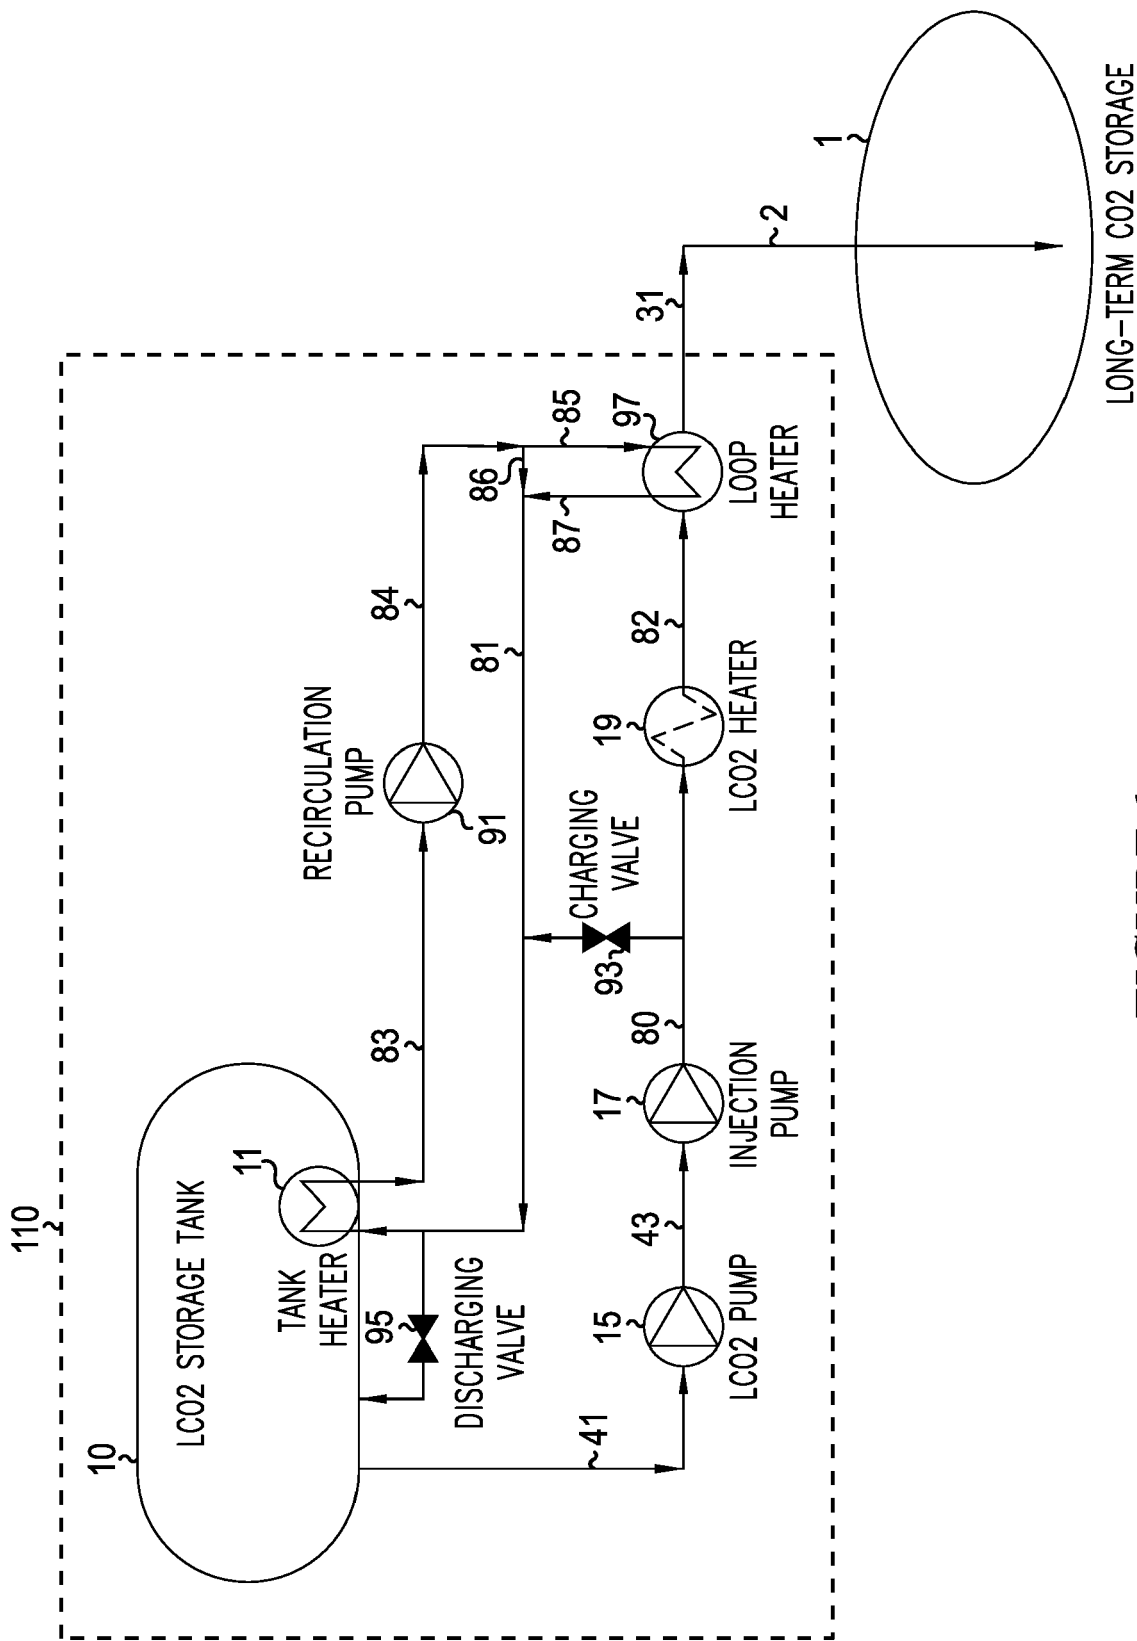 110
10
LCO2 STORAGE TANK
11
TANK
HEATER
RECIRCULATION
PUMP
95
83
84
DISCHARGING
VALVE
91
81
86
85
87
41
CHARGING
VALVE
93
15
17
19
97
43
80
82
31
LCO2 PUMP
INJECTION
PUMP
LCO2 HEATER
LOOP
HEATER
2
1
LONG-TERM CO2 STORAGE